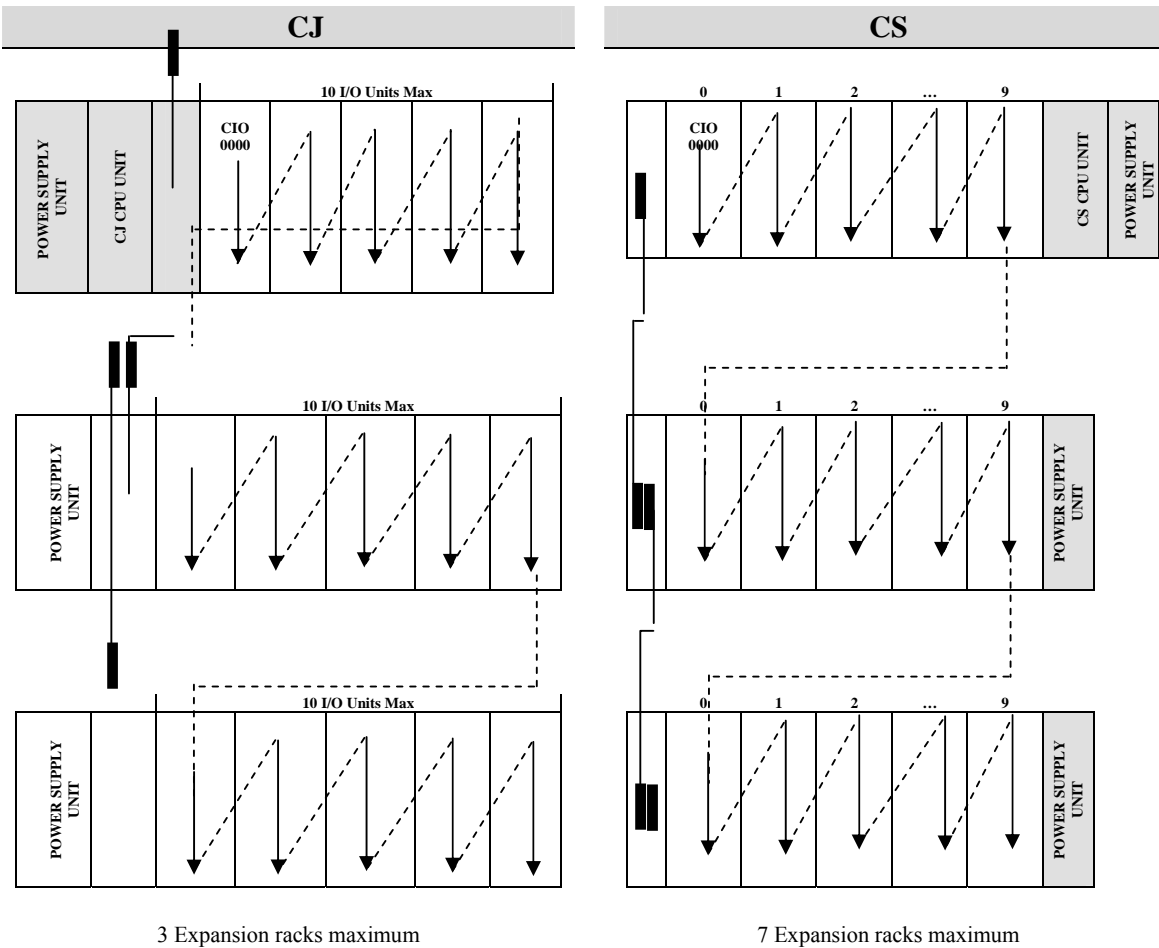 CJ
10 I/O Units Max
POWER SUPPLY
UNIT
CJ CPU UNIT
CIO
0000
10 I/O Units Max
POWER SUPPLY
UNIT
10 I/O Units Max
POWER SUPPLY
UNIT
3 Expansion racks maximum
CS
0 1 2 … 9
CIO
0000
CS CPU UNIT
POWER SUPPLY
UNIT
0 1 2 … 9
POWER SUPPLY
UNIT
0 1 2 … 9
POWER SUPPLY
UNIT
7 Expansion racks maximum